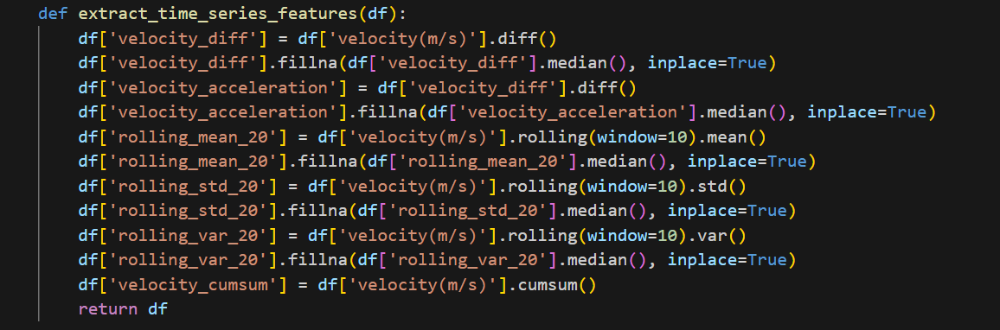 def extract_time_series_features(df):
    df['velocity_diff'] = df['velocity(m/s)'].diff()
    df['velocity_diff'].fillna(df['velocity_diff'].median(), inplace=True)
    df['velocity_acceleration'] = df['velocity_diff'].diff()
    df['velocity_acceleration'].fillna(df['velocity_acceleration'].median(), inplace=True)
    df['rolling_mean_20'] = df['velocity(m/s)'].rolling(window=10).mean()
    df['rolling_mean_20'].fillna(df['rolling_mean_20'].median(), inplace=True)
    df['rolling_std_20'] = df['velocity(m/s)'].rolling(window=10).std()
    df['rolling_std_20'].fillna(df['rolling_std_20'].median(), inplace=True)
    df['rolling_var_20'] = df['velocity(m/s)'].rolling(window=10).var()
    df['rolling_var_20'].fillna(df['rolling_var_20'].median(), inplace=True)
    df['velocity_cumsum'] = df['velocity(m/s)'].cumsum()
    return df